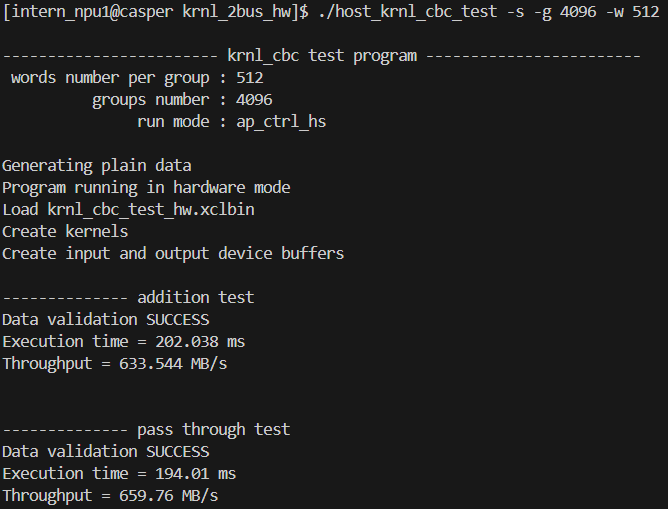 [intern_npu1@casper krnl_2bus_hw]$ ./host_krnl_cbc_test -s -g 4096 -w 512
------------------------ krnl_cbc test program ------------------------
words number per group : 512
groups number : 4096
run mode : ap_ctrl_hs
Generating plain data
Program running in hardware mode
Load krnl_cbc_test_hw.xclbin
Create kernels
Create input and output device buffers
-------------- addition test
Data validation SUCCESS
Execution time = 202.038 ms
Throughput = 633.544 MB/s
-------------- pass through test
Data validation SUCCESS
Execution time = 194.01 ms
Throughput = 659.76 MB/s